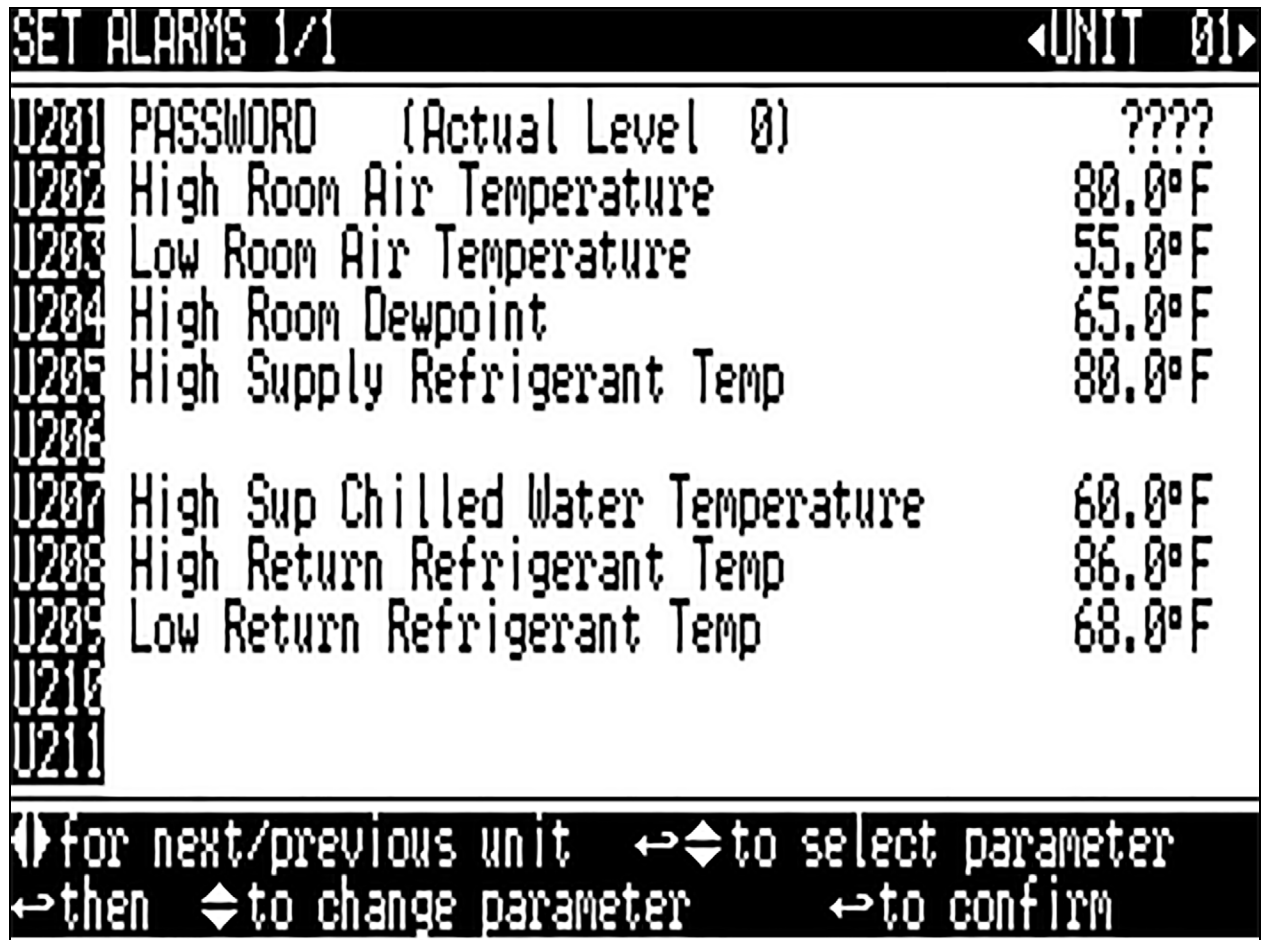 SET ALARMS 1/1 ◂UNIT 01▸
U201 PASSWORD (Actual Level 0) ????
U202 High Room Air Temperature 80.0°F
U203 Low Room Air Temperature 55.0°F
U204 High Room Dewpoint 65.0°F
U205 High Supply Refrigerant Temp 80.0°F
U206
U207 High Sup Chilled Water Temperature 60.0°F
U208 High Return Refrigerant Temp 86.0°F
U209 Low Return Refrigerant Temp 68.0°F
U210
U211
◂▸for next/previous unit ↩◆to select parameter
↩then ◆to change parameter ↩to confirm